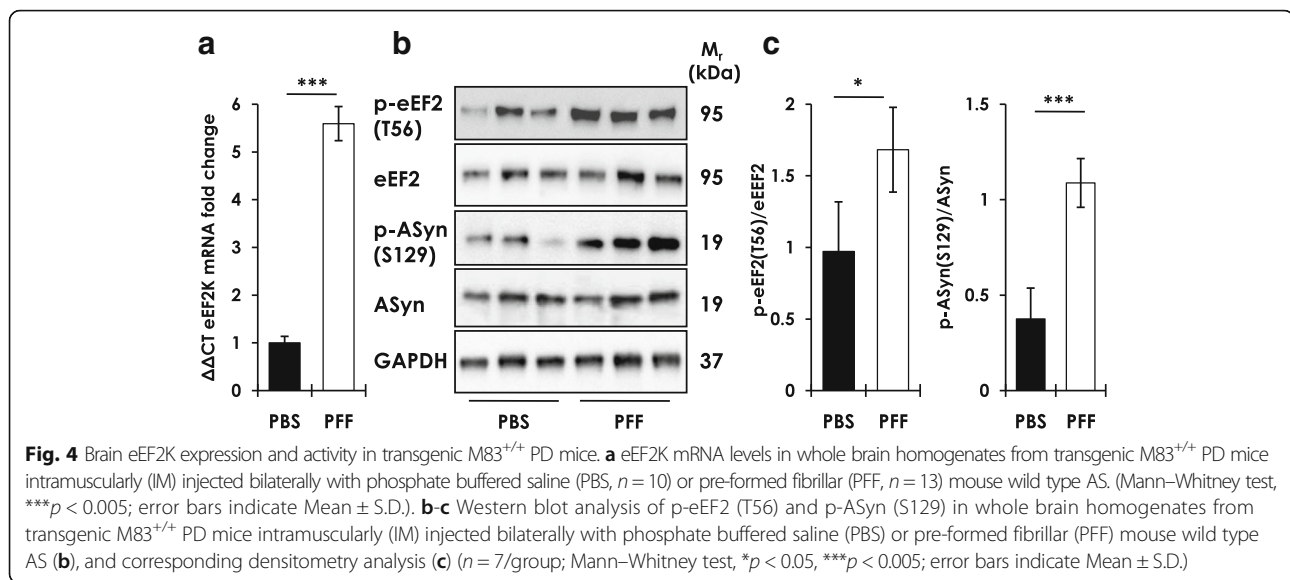 a
***
ΔΔCT eEF2K mRNA fold change
6
5
4
3
2
1
0
PBS PFF
b
Mr
(kDa)
p-eEF2
(T56)
95
eEF2
95
p-ASyn
(S129)
19
ASyn
19
GAPDH
37
PBS PFF
c
*
p-eEF2(T56)/eEEF2
2
1.5
1
0.5
0
PBS PFF
***
p-ASyn(S129)/ASyn
1.5
1
0.5
0
PBS PFF
Fig. 4 Brain eEF2K expression and activity in transgenic M83+/+ PD mice. a eEF2K mRNA levels in whole brain homogenates from transgenic M83+/+ PD mice
intramuscularly (IM) injected bilaterally with phosphate buffered saline (PBS, n = 10) or pre-formed fibrillar (PFF, n = 13) mouse wild type AS. (Mann–Whitney test,
***p < 0.005; error bars indicate Mean ± S.D.). b-c Western blot analysis of p-eEF2 (T56) and p-ASyn (S129) in whole brain homogenates from
transgenic M83+/+ PD mice intramuscularly (IM) injected bilaterally with phosphate buffered saline (PBS) or pre-formed fibrillar (PFF) mouse wild type
AS (b), and corresponding densitometry analysis (c) (n = 7/group; Mann–Whitney test, *p < 0.05, ***p < 0.005; error bars indicate Mean ± S.D.)